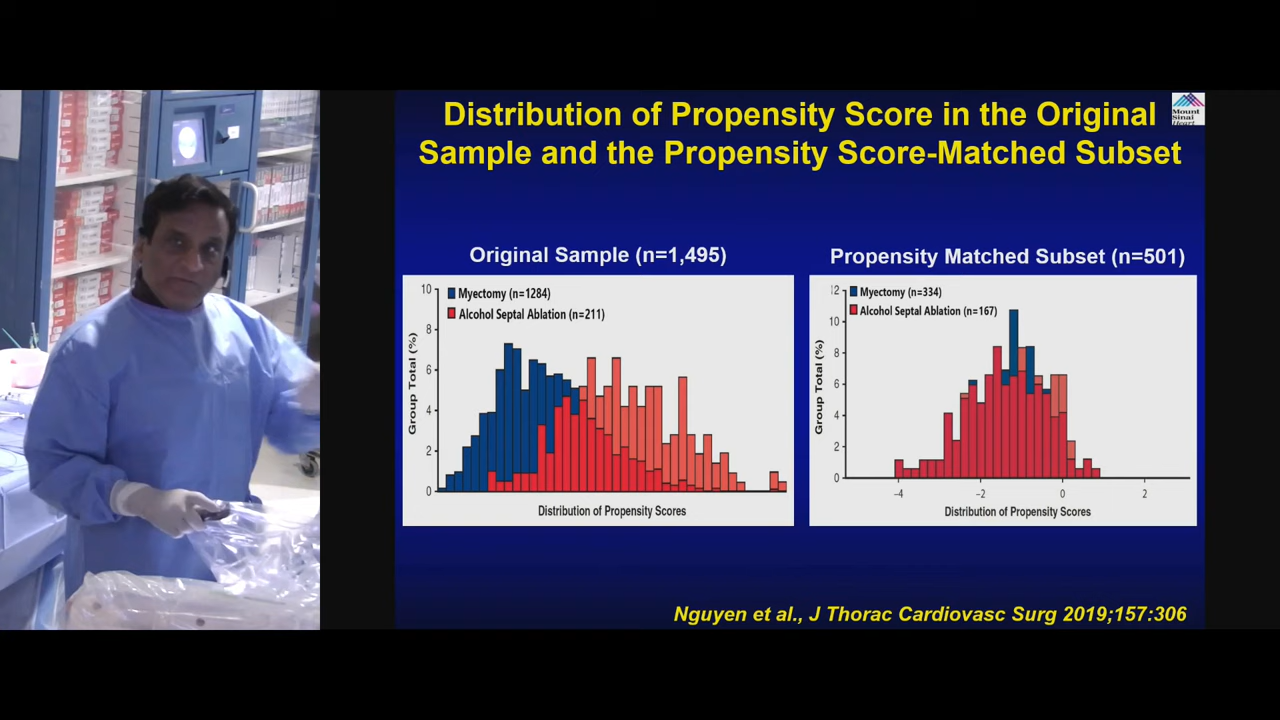 Distribution of Propensity Score in the Original
Sample and the Propensity Score-Matched Subset
Mount
Sinai
Heart
Original Sample (n=1,495)
10
8
6
4
2
0
Group Total (%)
Myectomy (n=1284)
Alcohol Septal Ablation (n=211)
Distribution of Propensity Scores
Propensity Matched Subset (n=501)
12
10
8
6
4
2
0
Group Total (%)
Myectomy (n=334)
Alcohol Septal Ablation (n=167)
-4
-2
0
2
Distribution of Propensity Scores
Nguyen et al., J Thorac Cardiovasc Surg 2019;157:306